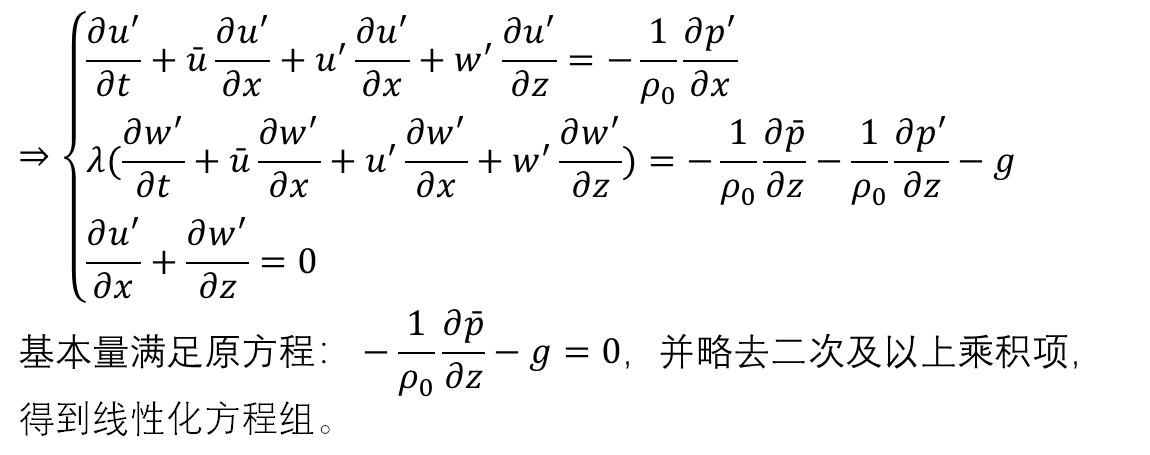 ⇒ { ∂u′/∂t + ū ∂u′/∂x + u′ ∂u′/∂x + w′ ∂u′/∂z = − 1/ρ₀ ∂p′/∂x
λ(∂w′/∂t + ū ∂w′/∂x + u′ ∂w′/∂x + w′ ∂w′/∂z) = − 1/ρ₀ ∂p̄/∂z − 1/ρ₀ ∂p′/∂z − g
∂u′/∂x + ∂w′/∂z = 0
基本量满足原方程: − 1/ρ₀ ∂p̄/∂z − g = 0, 并略去二次及以上乘积项,
得到线性化方程组。